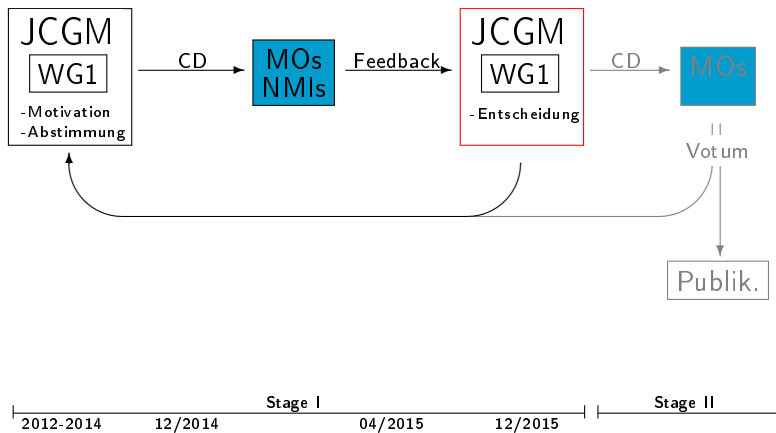 JCGM
WG1
-Motivation
-Abstimmung
CD
MOs
NMIs
Feedback
JCGM
WG1
-Entscheidung
CD
MOs
Votum
Publik.
Stage I
Stage II
2012-2014
12/2014
04/2015
12/2015